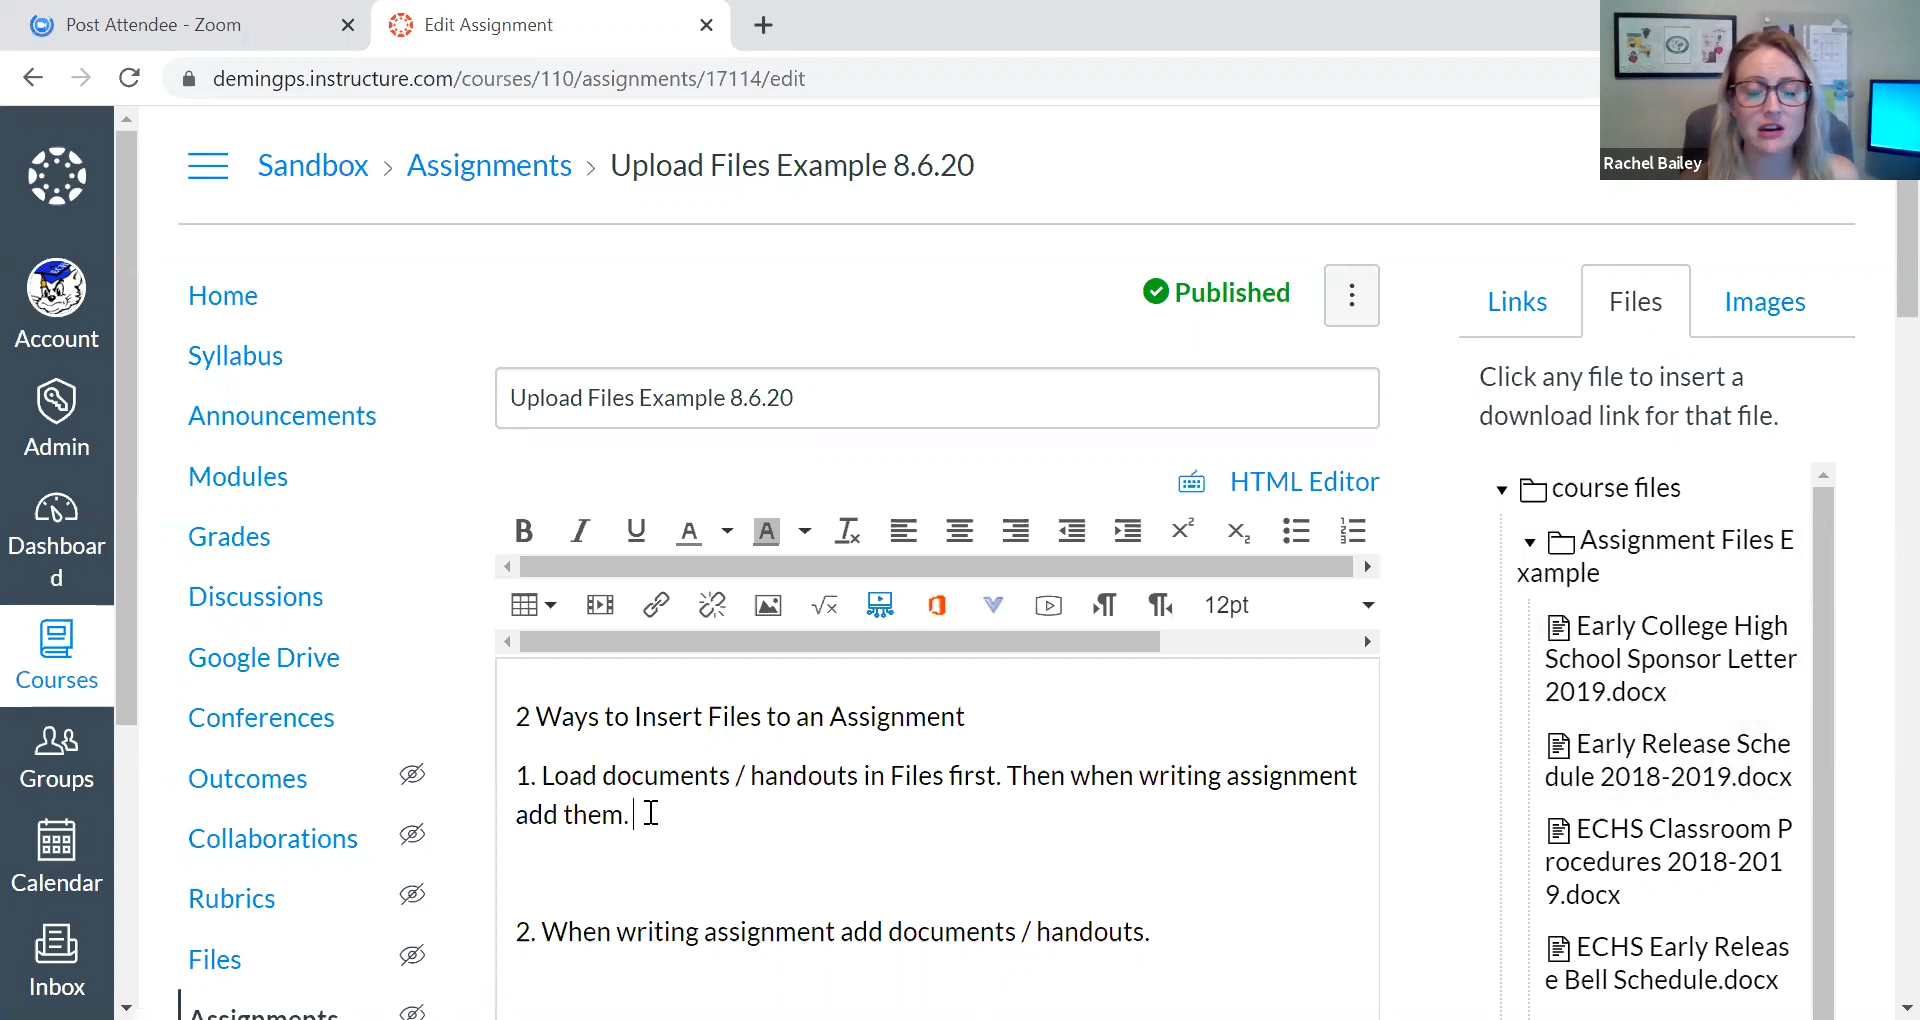 Post Attendee - Zoom
Edit Assignment
demingps.instructure.com/courses/110/assignments/17114/edit
Rachel Bailey
Sandbox > Assignments > Upload Files Example 8.6.20
Account
Admin
Dashboar
d
Courses
Groups
Calendar
Inbox
Home
Syllabus
Announcements
Modules
Grades
Discussions
Google Drive
Conferences
Outcomes
Collaborations
Rubrics
Files
Assignments
Published
Upload Files Example 8.6.20
HTML Editor
12pt
2 Ways to Insert Files to an Assignment
1. Load documents / handouts in Files first. Then when writing assignment
add them.
2. When writing assignment add documents / handouts.
Links
Files
Images
Click any file to insert a
download link for that file.
course files
Assignment Files E
xample
Early College High
School Sponsor Letter
2019.docx
Early Release Sche
dule 2018-2019.docx
ECHS Classroom P
rocedures 2018-201
9.docx
ECHS Early Releas
e Bell Schedule.docx